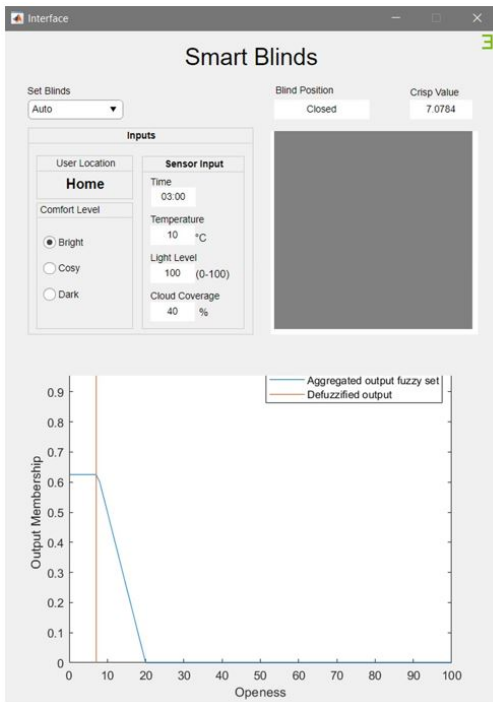 Interface
Smart Blinds
Set Blinds
Auto
Blind Position
Closed
Crisp Value
7.0784
Inputs
User Location
Home
Comfort Level
Bright
Cosy
Dark
Sensor Input
Time
03:00
Temperature
10 °C
Light Level
100 (0-100)
Cloud Coverage
40 %
Aggregated output fuzzy set
Defuzzified output
Output Membership
0.9
0.8
0.7
0.6
0.5
0.4
0.3
0.2
0.1
0
0 10 20 30 40 50 60 70 80 90 100
Openess